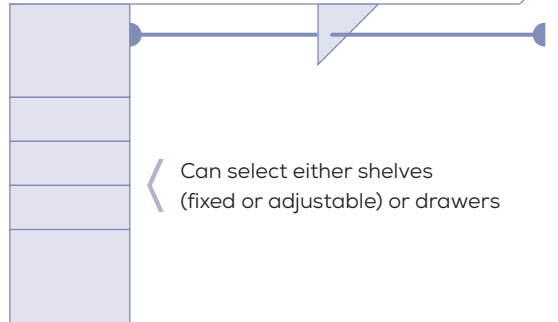 Can select either shelves
(fixed or adjustable) or drawers